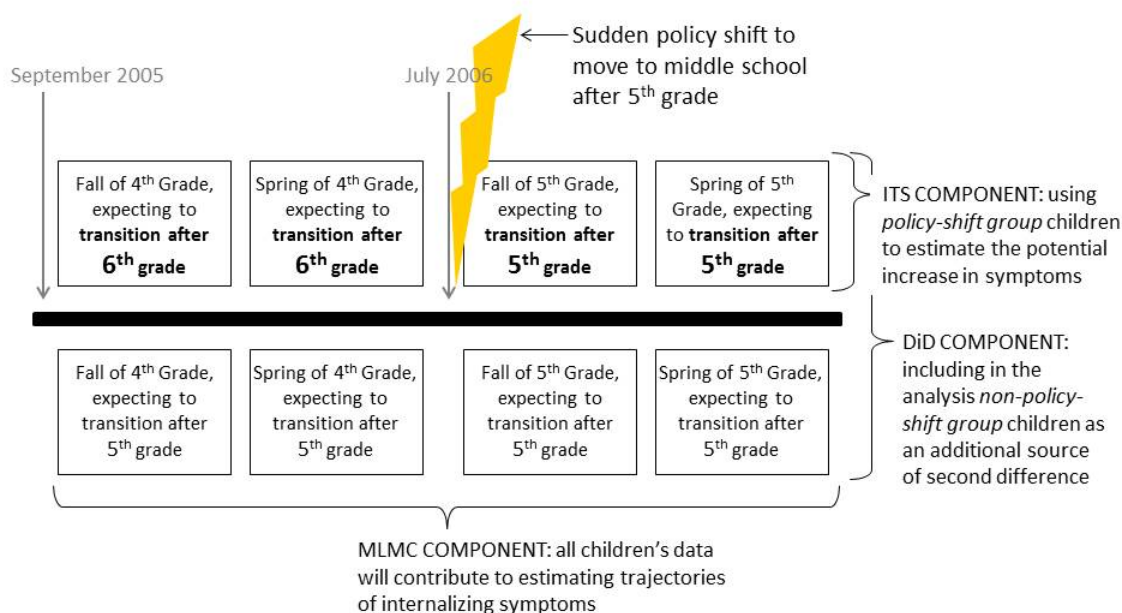 Sudden policy shift to
move to middle school
after 5th grade
September 2005
July 2006
Fall of 4th Grade,
expecting to
transition after
6th grade
Spring of 4th Grade,
expecting to
transition after
6th grade
Fall of 5th Grade,
expecting to
transition after
5th grade
Spring of 5th
Grade, expecting
to transition after
5th grade
ITS COMPONENT: using
policy-shift group children
to estimate the potential
increase in symptoms
Fall of 4th Grade,
expecting to
transition after
5th grade
Spring of 4th Grade,
expecting to
transition after
5th grade
Fall of 5th Grade,
expecting to
transition after
5th grade
Spring of 5th Grade,
expecting to
transition after
5th grade
DiD COMPONENT:
including in the
analysis non-policy-
shift group children as
an additional source
of second difference
MLMC COMPONENT: all children's data
will contribute to estimating trajectories
of internalizing symptoms